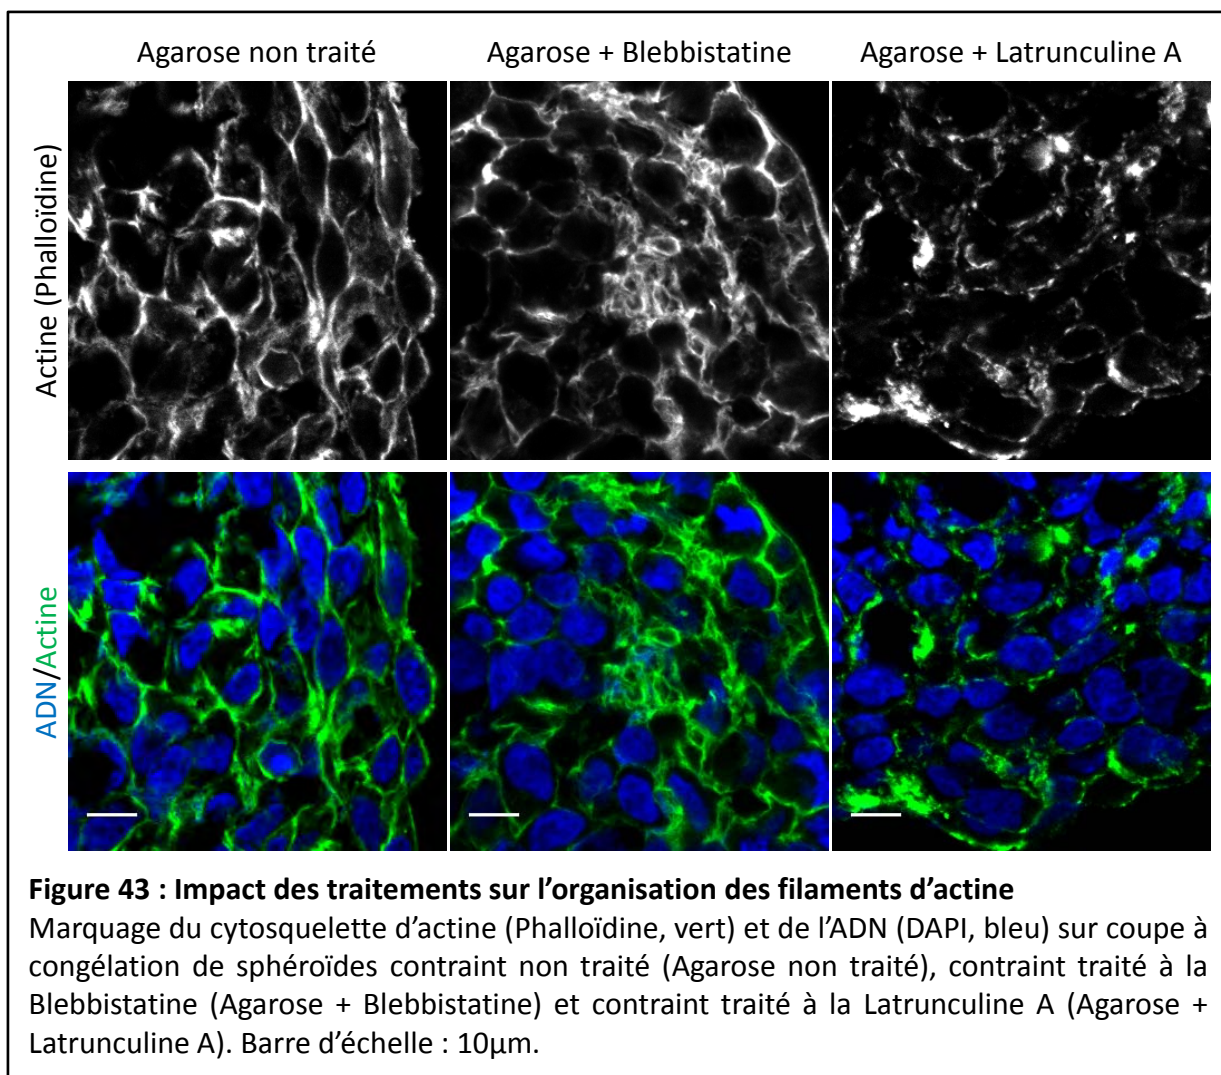 Agarose non traité
Agarose + Blebbistatine
Agarose + Latrunculine A
Actine (Phalloïdine)
ADN/Actine
Figure 43 : Impact des traitements sur l’organisation des filaments d’actine
Marquage du cytosquelette d’actine (Phalloïdine, vert) et de l’ADN (DAPI, bleu) sur coupe à
congélation de sphéroïdes contraint non traité (Agarose non traité), contraint traité à la
Blebbistatine (Agarose + Blebbistatine) et contraint traité à la Latrunculine A (Agarose +
Latrunculine A). Barre d’échelle : 10µm.